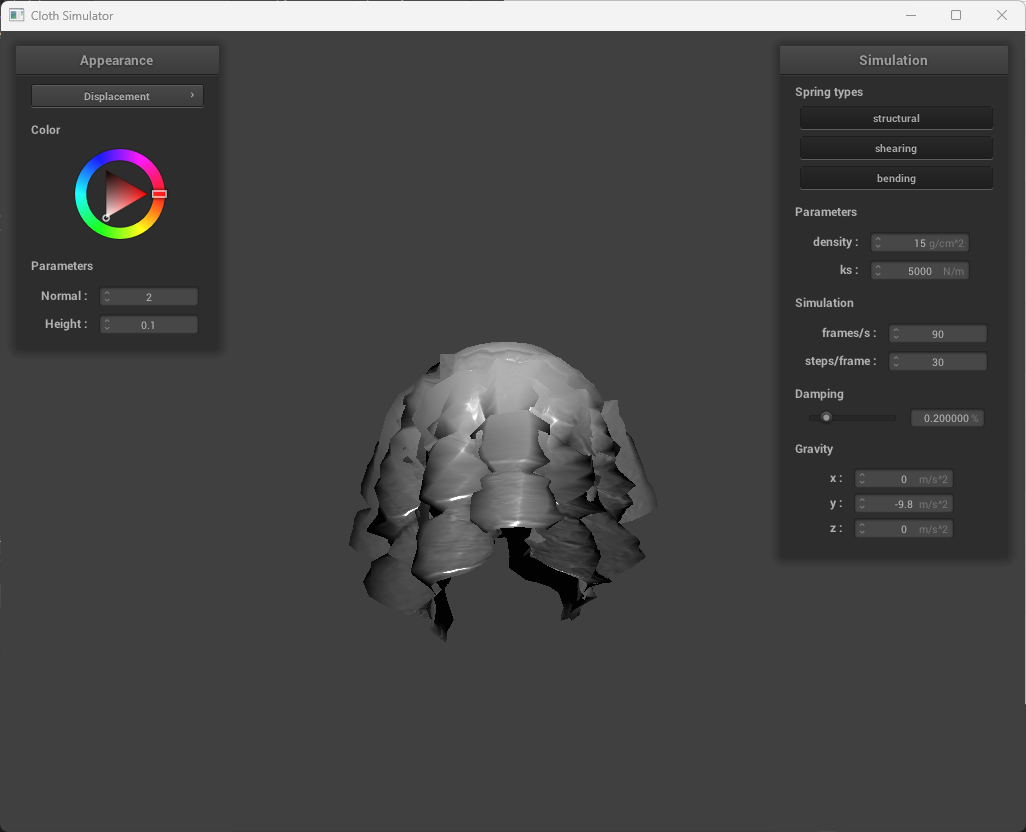 Cloth Simulator
Appearance
Displacement
Color
Parameters
Normal : 2
Height : 0.1
Simulation
Spring types
structural
shearing
bending
Parameters
density : 15 g/cm^2
ks : 5000 N/m
Simulation
frames/s : 90
steps/frame : 30
Damping
0.200000 %
Gravity
x : 0 m/s^2
y : -9.8 m/s^2
z : 0 m/s^2